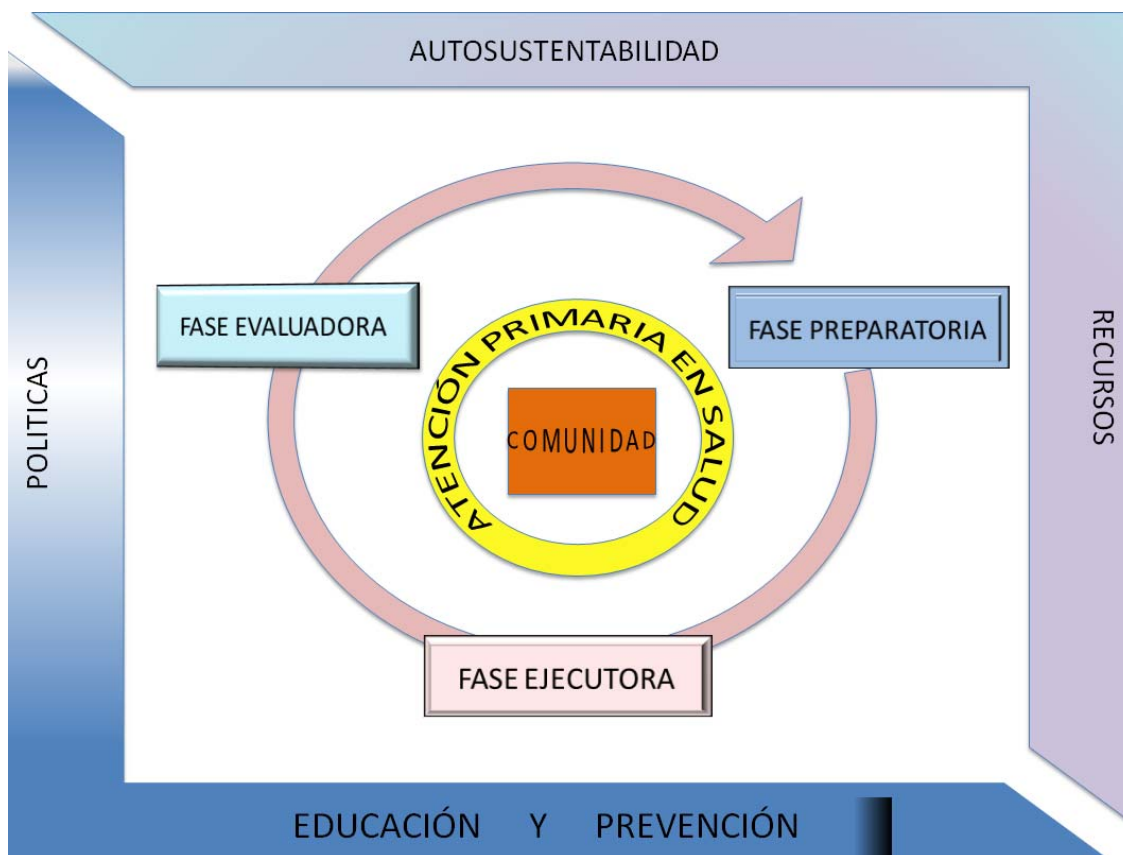 AUTOSUSTENTABILIDAD
POLITICAS
RECURSOS
FASE EVALUADORA
FASE PREPARATORIA
ATENCIÓN PRIMARIA EN SALUD
COMUNIDAD
FASE EJECUTORA
EDUCACIÓN Y PREVENCIÓN